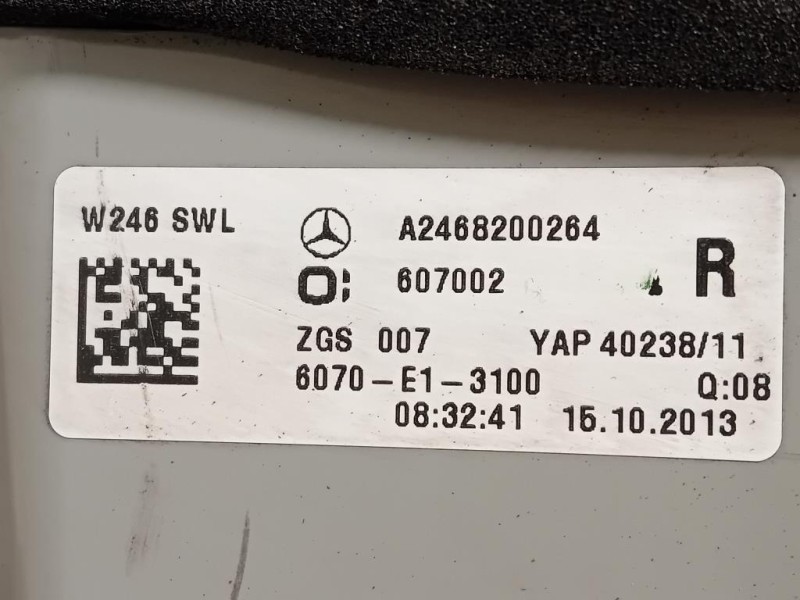 W246 SWL
A2468200264
607002
R
ZGS 007 YAP 40238/11
6070-E1-3100 Q:08
08:32:41 15.10.2013